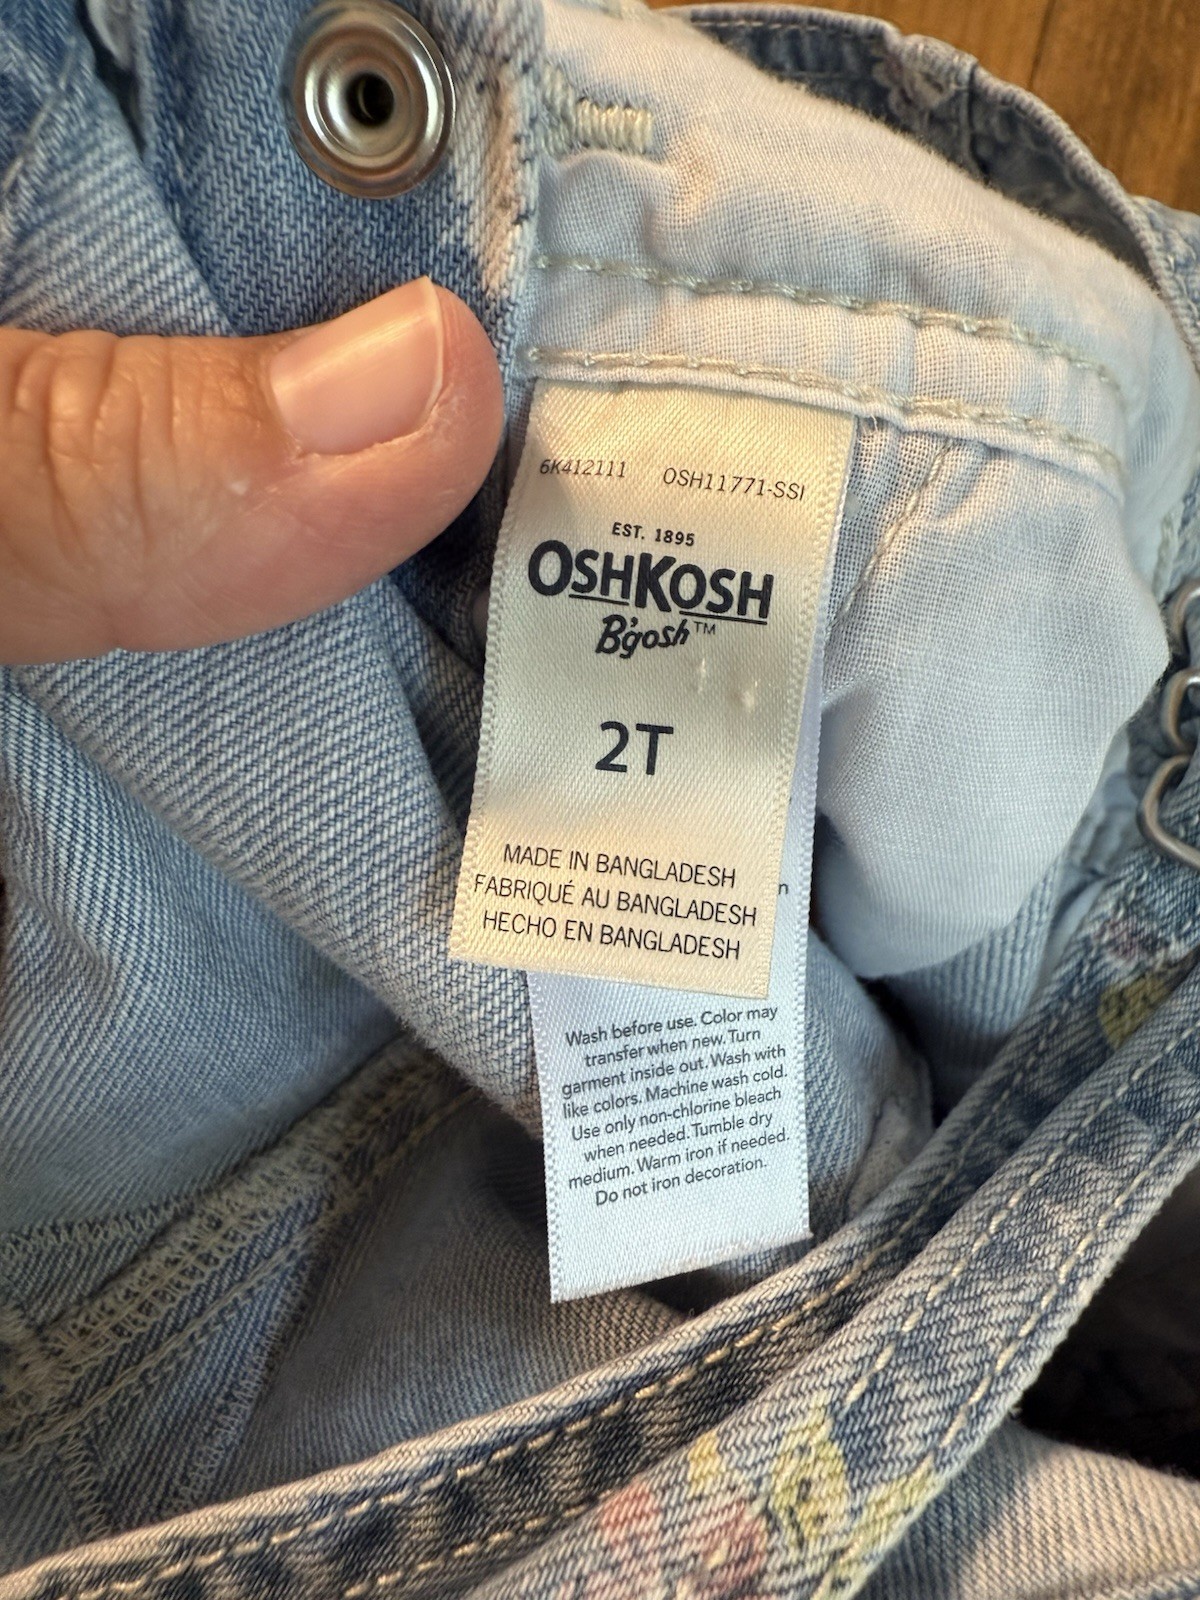 6K412111 OSH11771-SSI
EST. 1895
OSHKOSH
B'gosh™
2T
MADE IN BANGLADESH
FABRIQUÉ AU BANGLADESH
HECHO EN BANGLADESH
Wash before use. Color may
transfer when new. Turn
garment inside out. Wash with
like colors. Machine wash cold.
Use only non-chlorine bleach
when needed. Tumble dry
medium. Warm iron if needed.
Do not iron decoration.